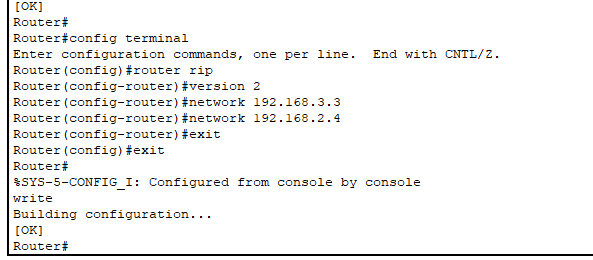 [OK]
Router#
Router#config terminal
Enter configuration commands, one per line.  End with CNTL/Z.
Router(config)#router rip
Router(config-router)#version 2
Router(config-router)#network 192.168.3.3
Router(config-router)#network 192.168.2.4
Router(config-router)#exit
Router(config)#exit
Router#
%SYS-5-CONFIG_I: Configured from console by console
write
Building configuration...
[OK]
Router#